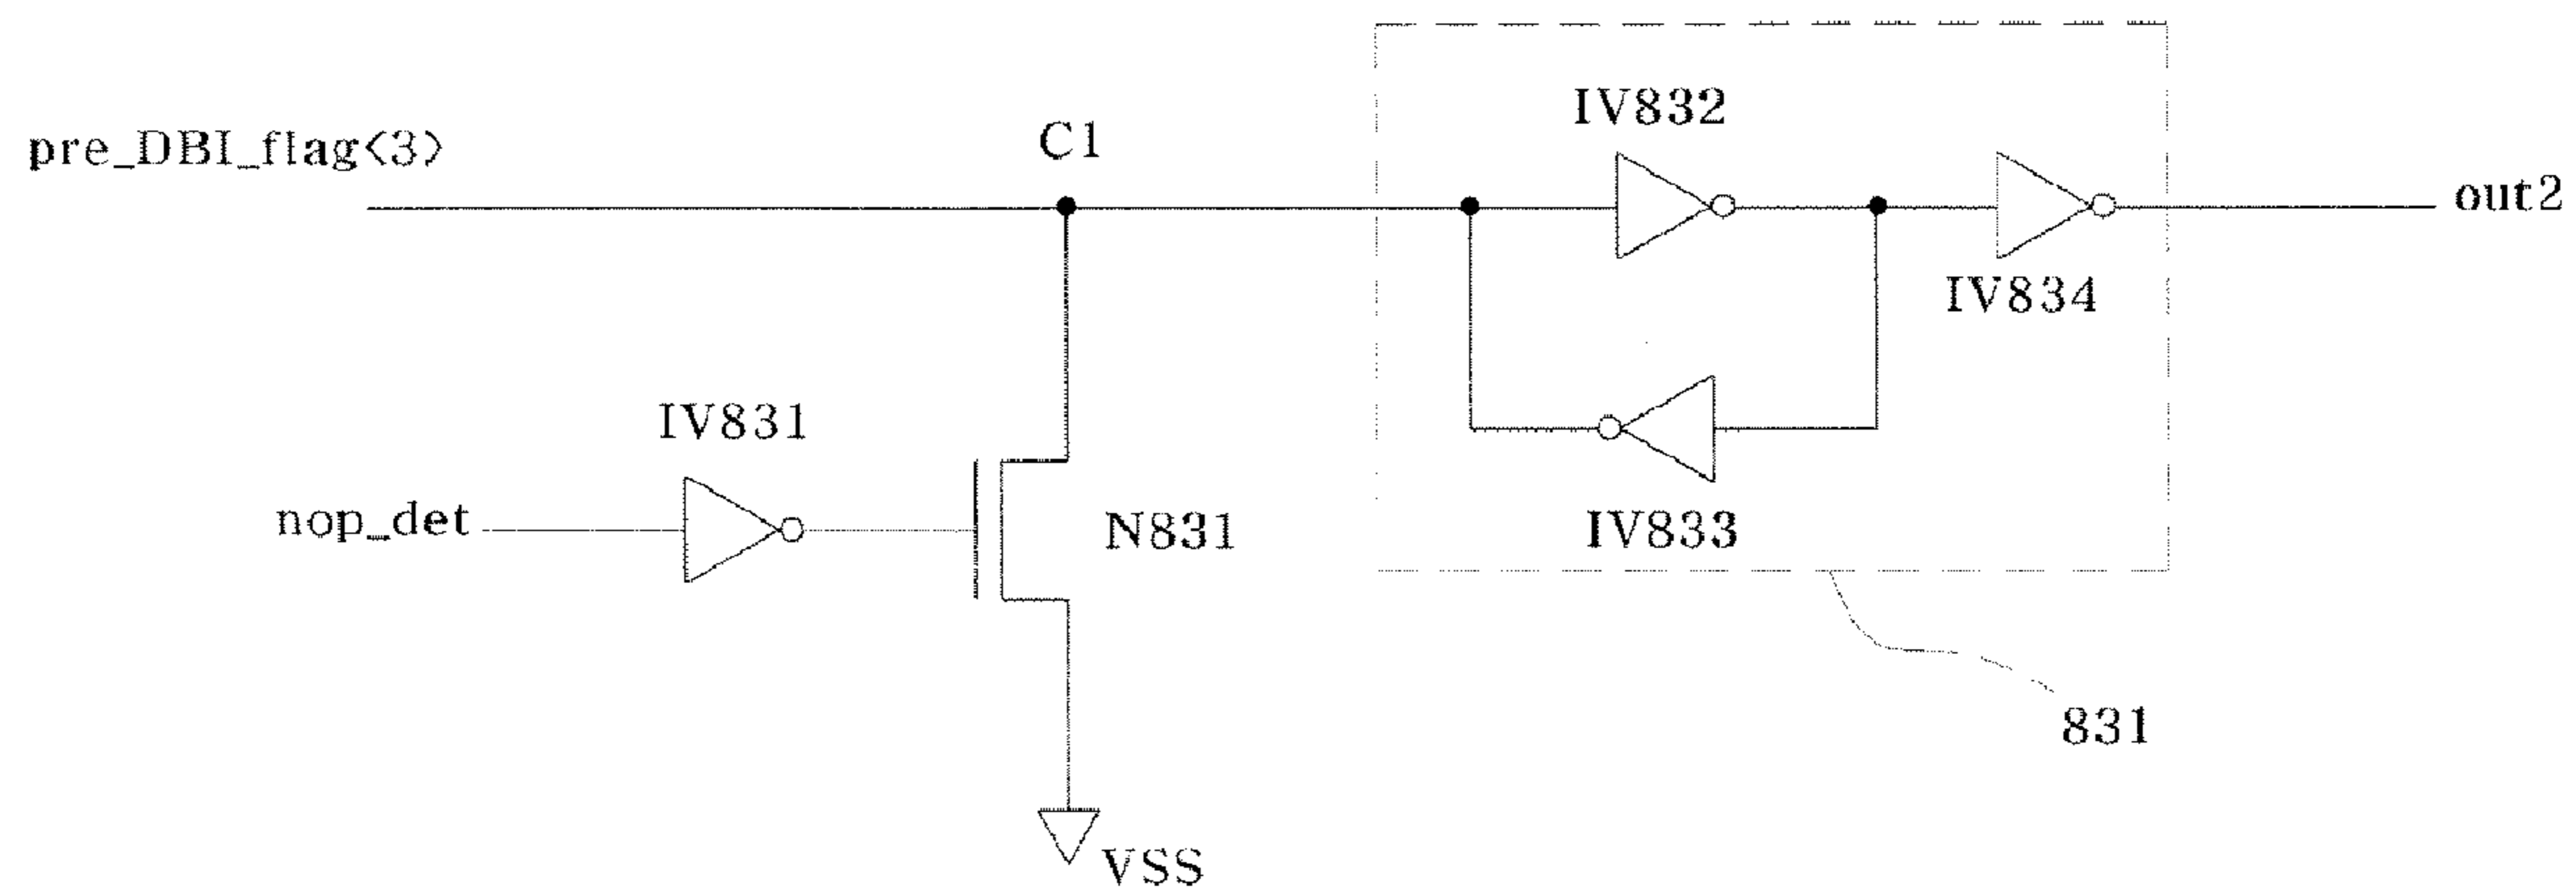 IV832
C1
pre_DBI_flag<3>
out2
IV834
IV831
nop_det
N831
IV833
831
VSS